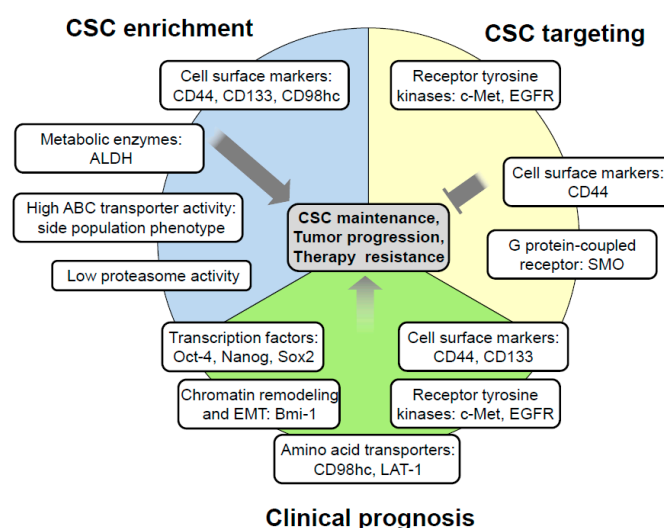 CSC enrichment
CSC targeting
Cell surface markers:
CD44, CD133, CD98hc
Receptor tyrosine
kinases: c-Met, EGFR
Metabolic enzymes:
ALDH
Cell surface markers:
CD44
High ABC transporter activity:
side population phenotype
CSC maintenance,
Tumor progression,
Therapy resistance
G protein-coupled
receptor: SMO
Low proteasome activity
Transcription factors:
Oct-4, Nanog, Sox2
Cell surface markers:
CD44, CD133
Chromatin remodeling
and EMT: Bmi-1
Receptor tyrosine
kinases: c-Met, EGFR
Amino acid transporters:
CD98hc, LAT-1
Clinical prognosis